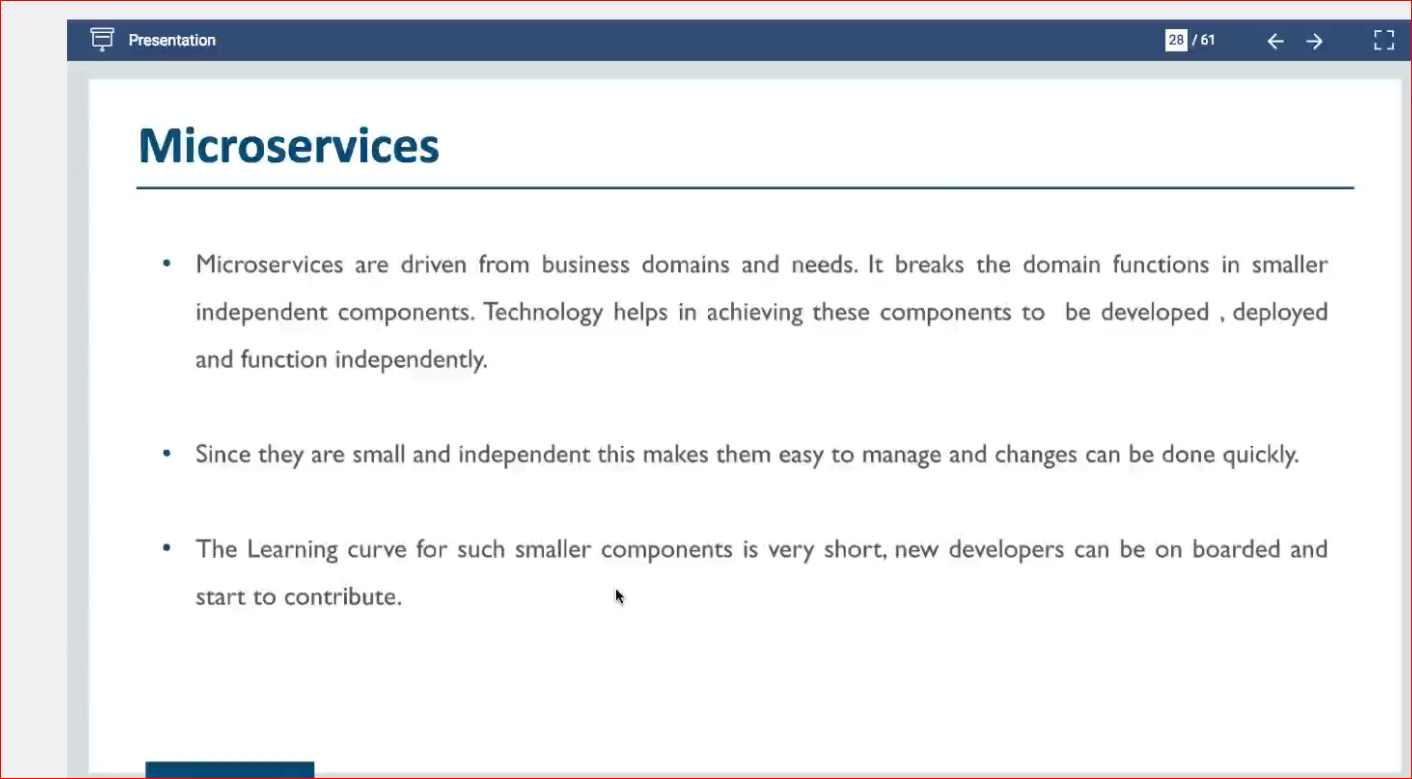 Presentation
28 / 61
Microservices
• Microservices are driven from business domains and needs. It breaks the domain functions in smaller
independent components. Technology helps in achieving these components to be developed , deployed
and function independently.
• Since they are small and independent this makes them easy to manage and changes can be done quickly.
• The Learning curve for such smaller components is very short, new developers can be on boarded and
start to contribute.